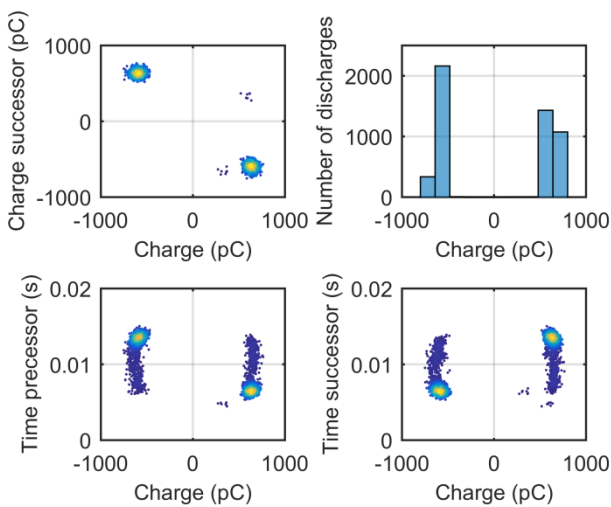 Charge successor (pC)
1000
0
-1000
-1000 0 1000
Charge (pC)
Number of discharges
2000
1000
0
-1000 0 1000
Charge (pC)
Time precessor (s)
0.02
0.01
0
-1000 0 1000
Charge (pC)
Time successor (s)
0.02
0.01
0
-1000 0 1000
Charge (pC)